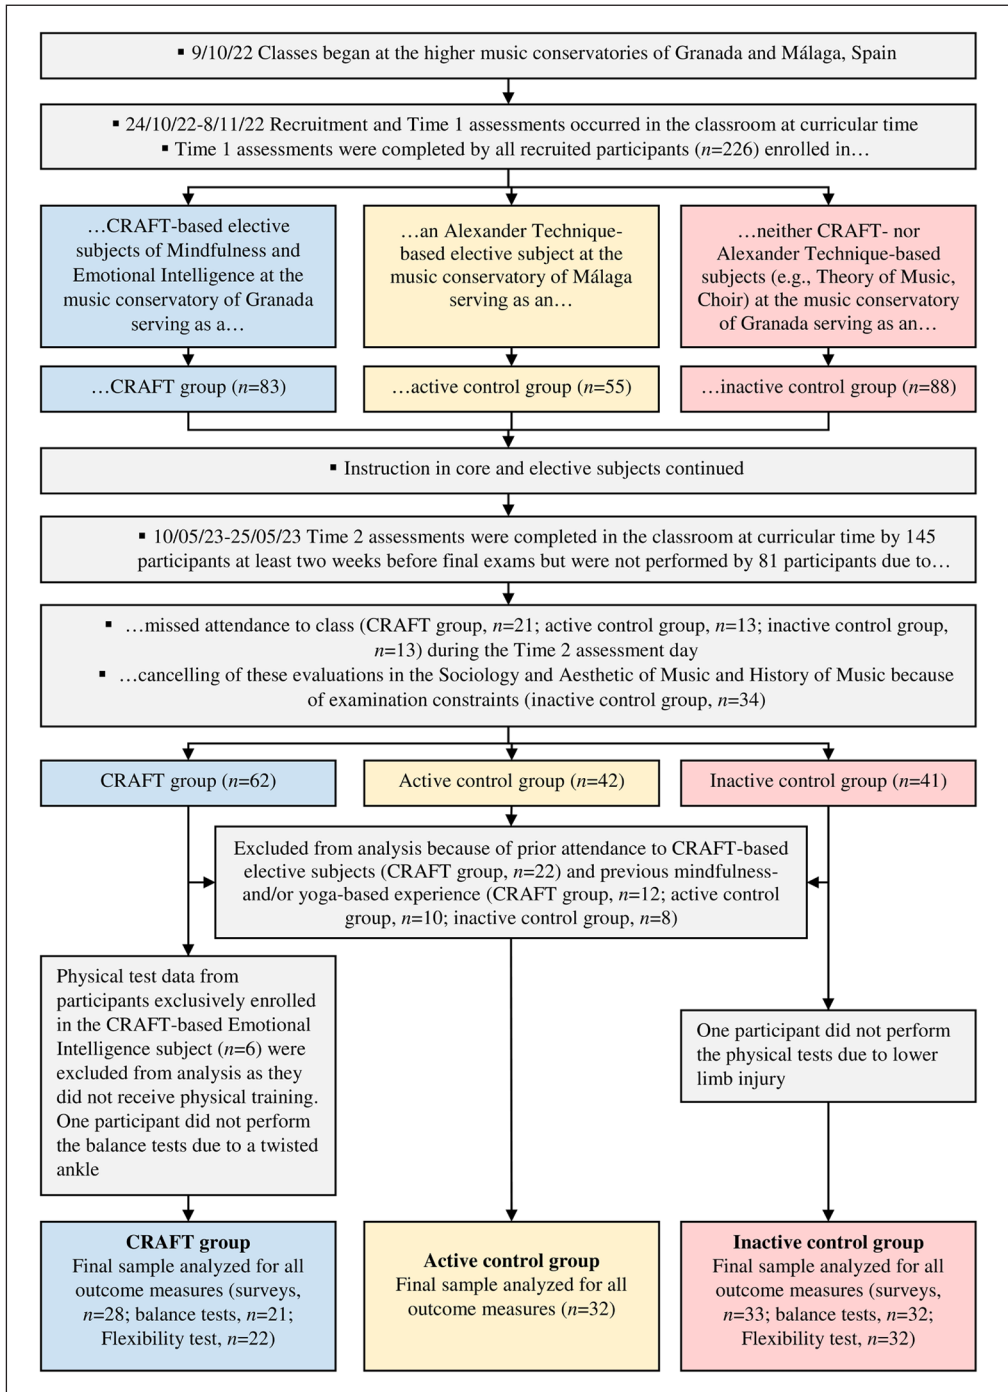 ▪ 9/10/22 Classes began at the higher music conservatories of Granada and Málaga, Spain
▪ 24/10/22-8/11/22 Recruitment and Time 1 assessments occurred in the classroom at curricular time
▪ Time 1 assessments were completed by all recruited participants (n=226) enrolled in…
…CRAFT-based elective
subjects of Mindfulness and
Emotional Intelligence at the
music conservatory of Granada
serving as a…
…an Alexander Technique-
based elective subject at the
music conservatory of Málaga
serving as an…
…neither CRAFT- nor
Alexander Technique-based
subjects (e.g., Theory of Music,
Choir) at the music conservatory
of Granada serving as an…
…CRAFT group (n=83)
…active control group (n=55)
…inactive control group (n=88)
▪ Instruction in core and elective subjects continued
▪ 10/05/23-25/05/23 Time 2 assessments were completed in the classroom at curricular time by 145
participants at least two weeks before final exams but were not performed by 81 participants due to…
▪ …missed attendance to class (CRAFT group, n=21; active control group, n=13; inactive control group,
n=13) during the Time 2 assessment day
▪ …cancelling of these evaluations in the Sociology and Aesthetic of Music and History of Music because
of examination constraints (inactive control group, n=34)
CRAFT group (n=62)
Active control group (n=42)
Inactive control group (n=41)
Excluded from analysis because of prior attendance to CRAFT-based
elective subjects (CRAFT group, n=22) and previous mindfulness-
and/or yoga-based experience (CRAFT group, n=12; active control
group, n=10; inactive control group, n=8)
Physical test data from
participants exclusively enrolled
in the CRAFT-based Emotional
Intelligence subject (n=6) were
excluded from analysis as they
did not receive physical training.
One participant did not perform
the balance tests due to a twisted
ankle
One participant did not perform
the physical tests due to lower
limb injury
CRAFT group
Final sample analyzed for all
outcome measures (surveys,
n=28; balance tests, n=21;
Flexibility test, n=22)
Active control group
Final sample analyzed for all
outcome measures (n=32)
Inactive control group
Final sample analyzed for all
outcome measures (surveys,
n=33; balance tests, n=32;
Flexibility test, n=32)